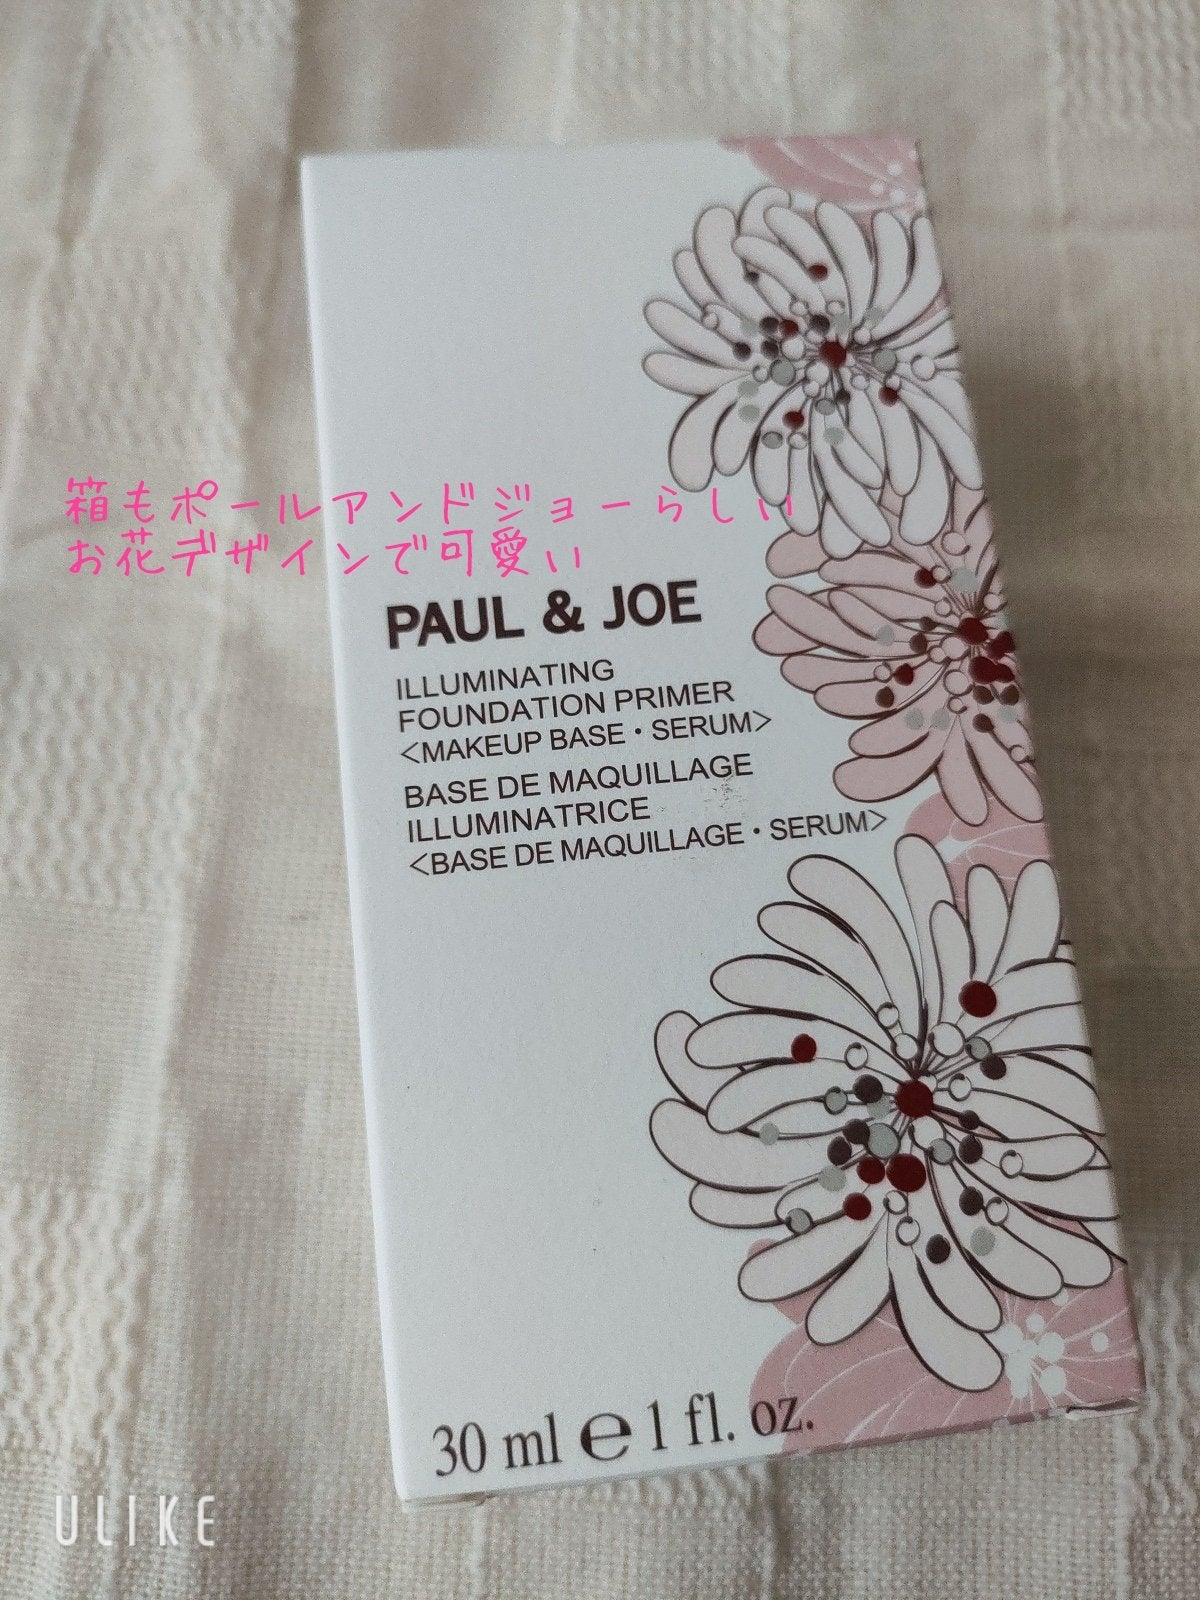 箱もポールアンドジョーらしい
お花デザインで可愛い
PAUL & JOE
ILLUMINATING
FOUNDATION PRIMER
<MAKEUP BASE・SERUM>
BASE DE MAQUILLAGE
ILLUMINATRICE
<BASE DE MAQUILLAGE・SERUM>
30 ml e 1 fl. oz.
ULIKE